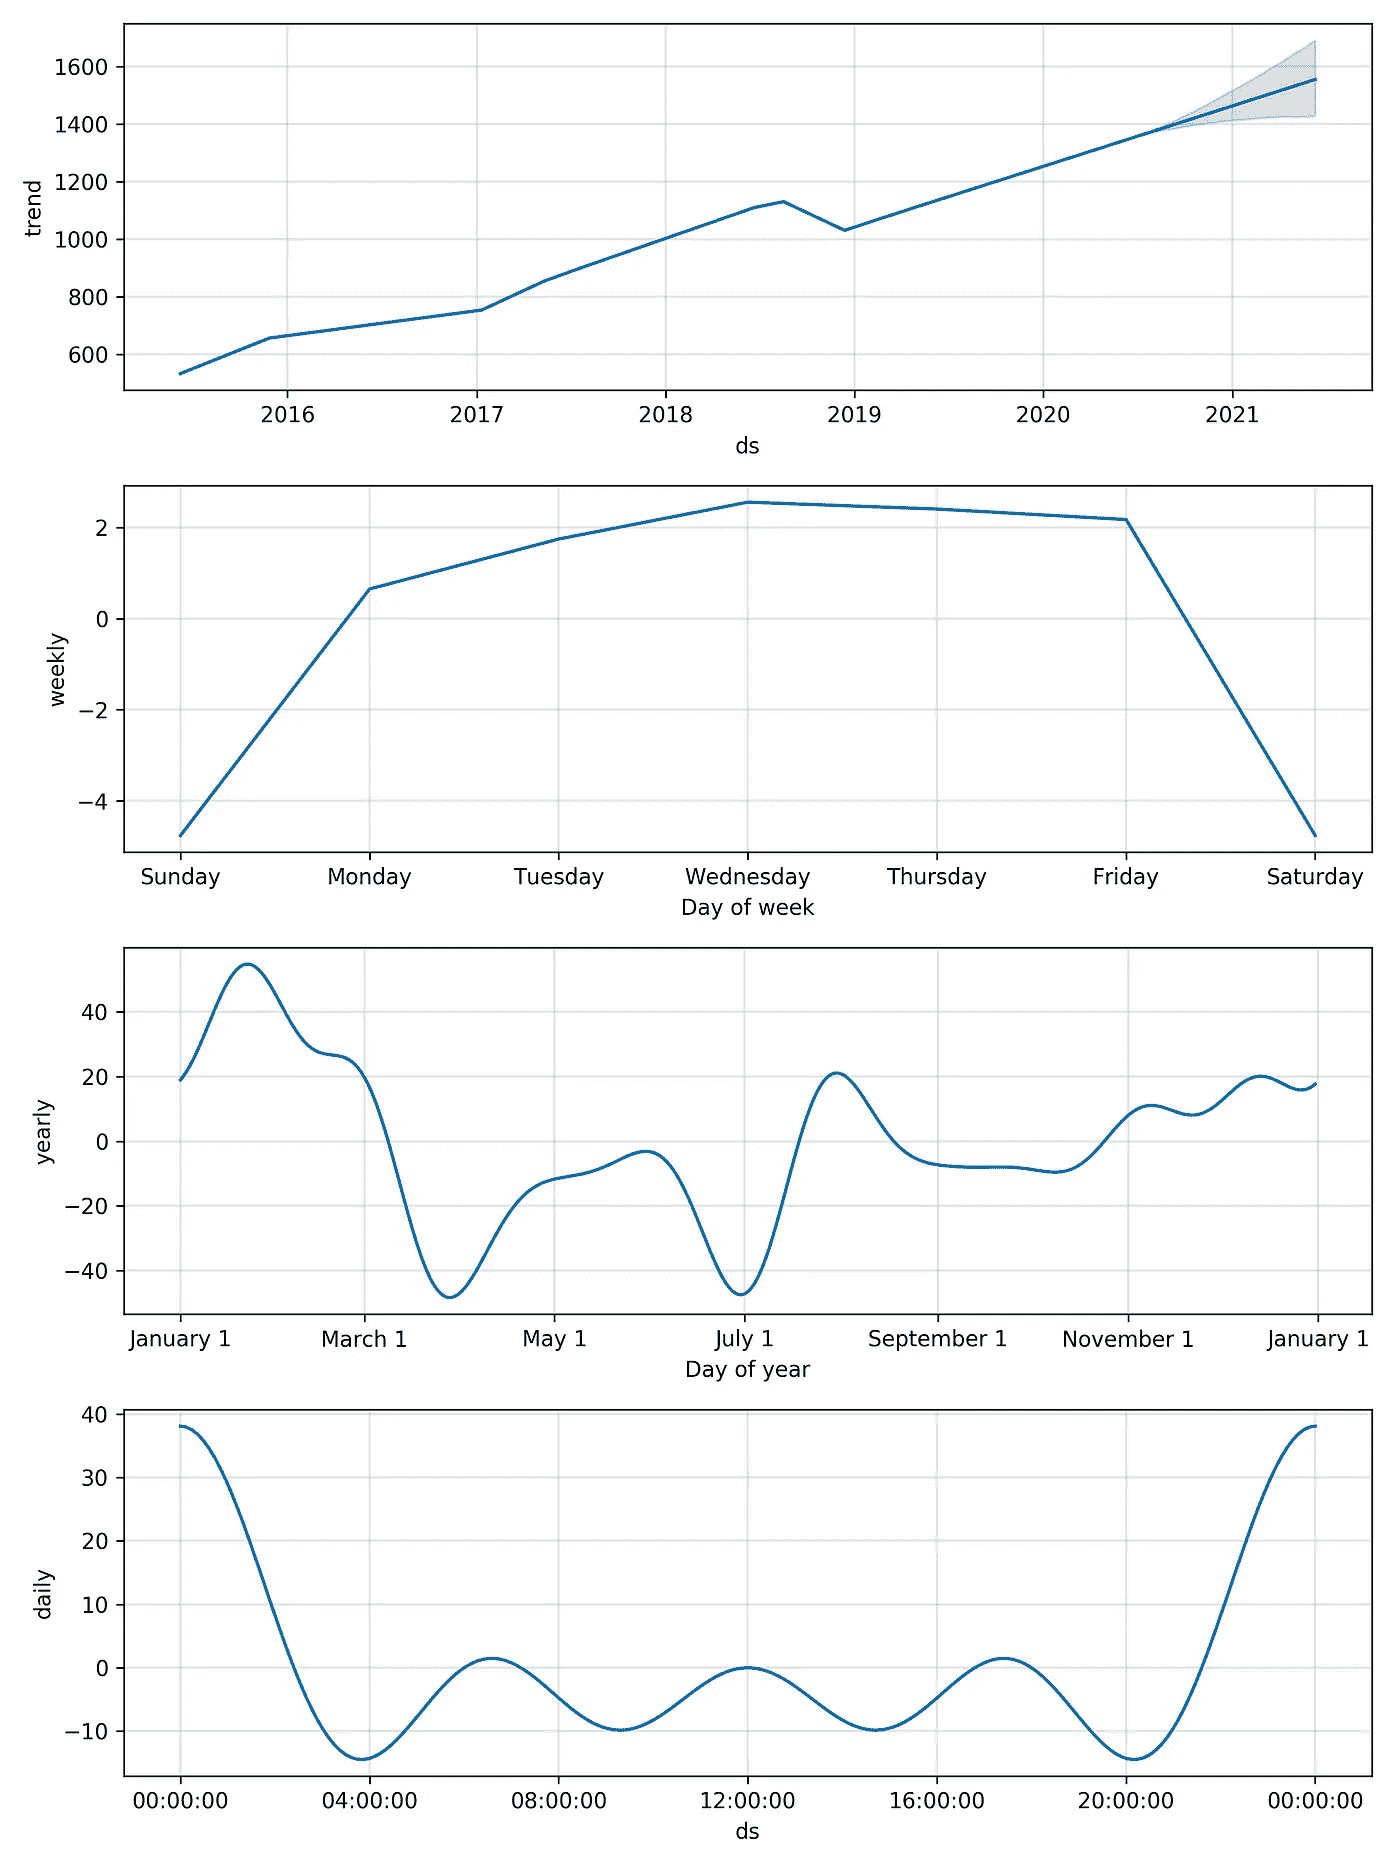 1600
1400
1200
1000
800
600
trend
2016 2017 2018 2019 2020 2021
ds
2
0
−2
−4
weekly
Sunday Monday Tuesday Wednesday Thursday Friday Saturday
Day of week
40
20
0
−20
−40
yearly
January 1 March 1 May 1 July 1 September 1 November 1 January 1
Day of year
40
30
20
10
0
−10
daily
00:00:00 04:00:00 08:00:00 12:00:00 16:00:00 20:00:00 00:00:00
ds